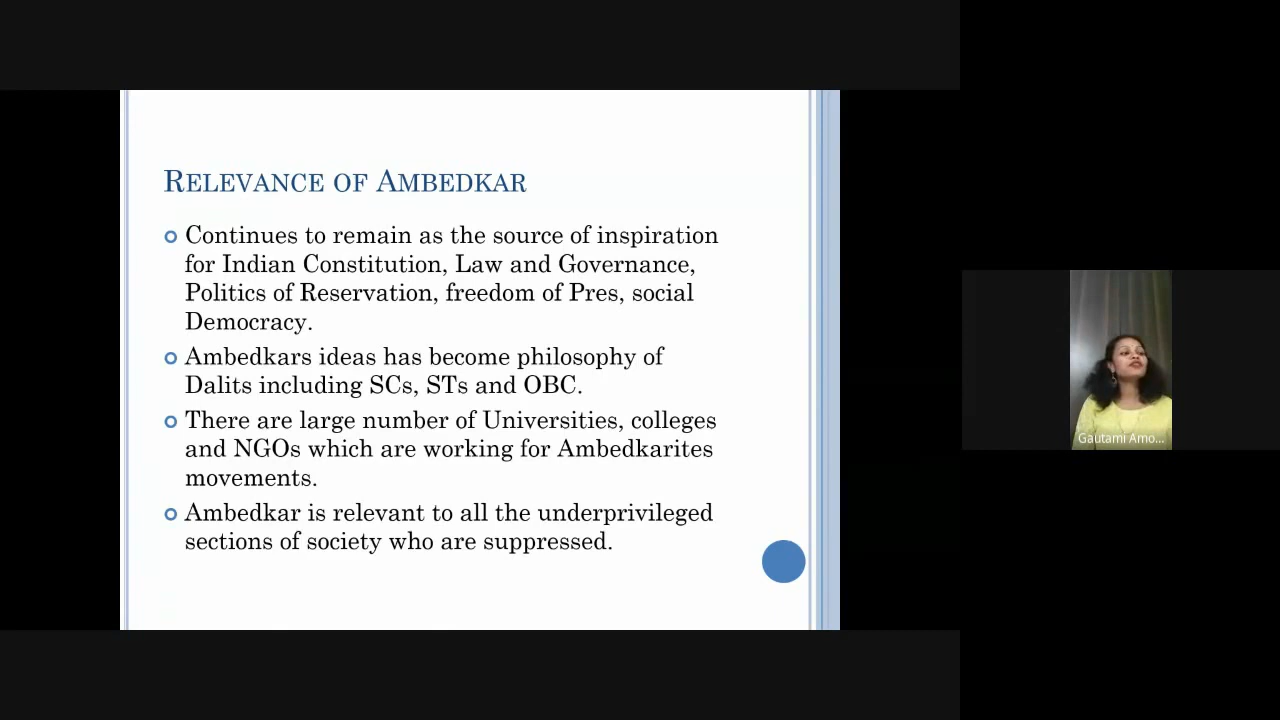 RELEVANCE OF AMBEDKAR
Continues to remain as the source of inspiration
for Indian Constitution, Law and Governance,
Politics of Reservation, freedom of Pres, social
Democracy.
Ambedkars ideas has become philosophy of
Dalits including SCs, STs and OBC.
There are large number of Universities, colleges
and NGOs which are working for Ambedkarites
movements.
Ambedkar is relevant to all the underprivileged
sections of society who are suppressed.
Gautami Amo...